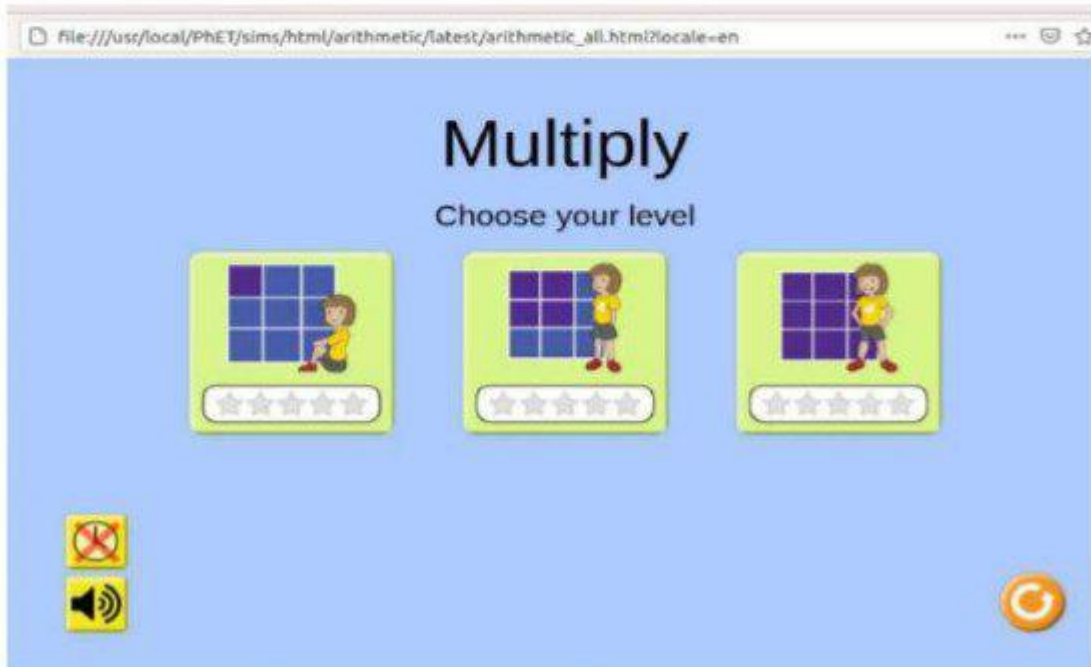 file:///usr/local/PhET/sims/html/arithmetic/latest/arithmetic_all.html?locale=en
Multiply
Choose your level